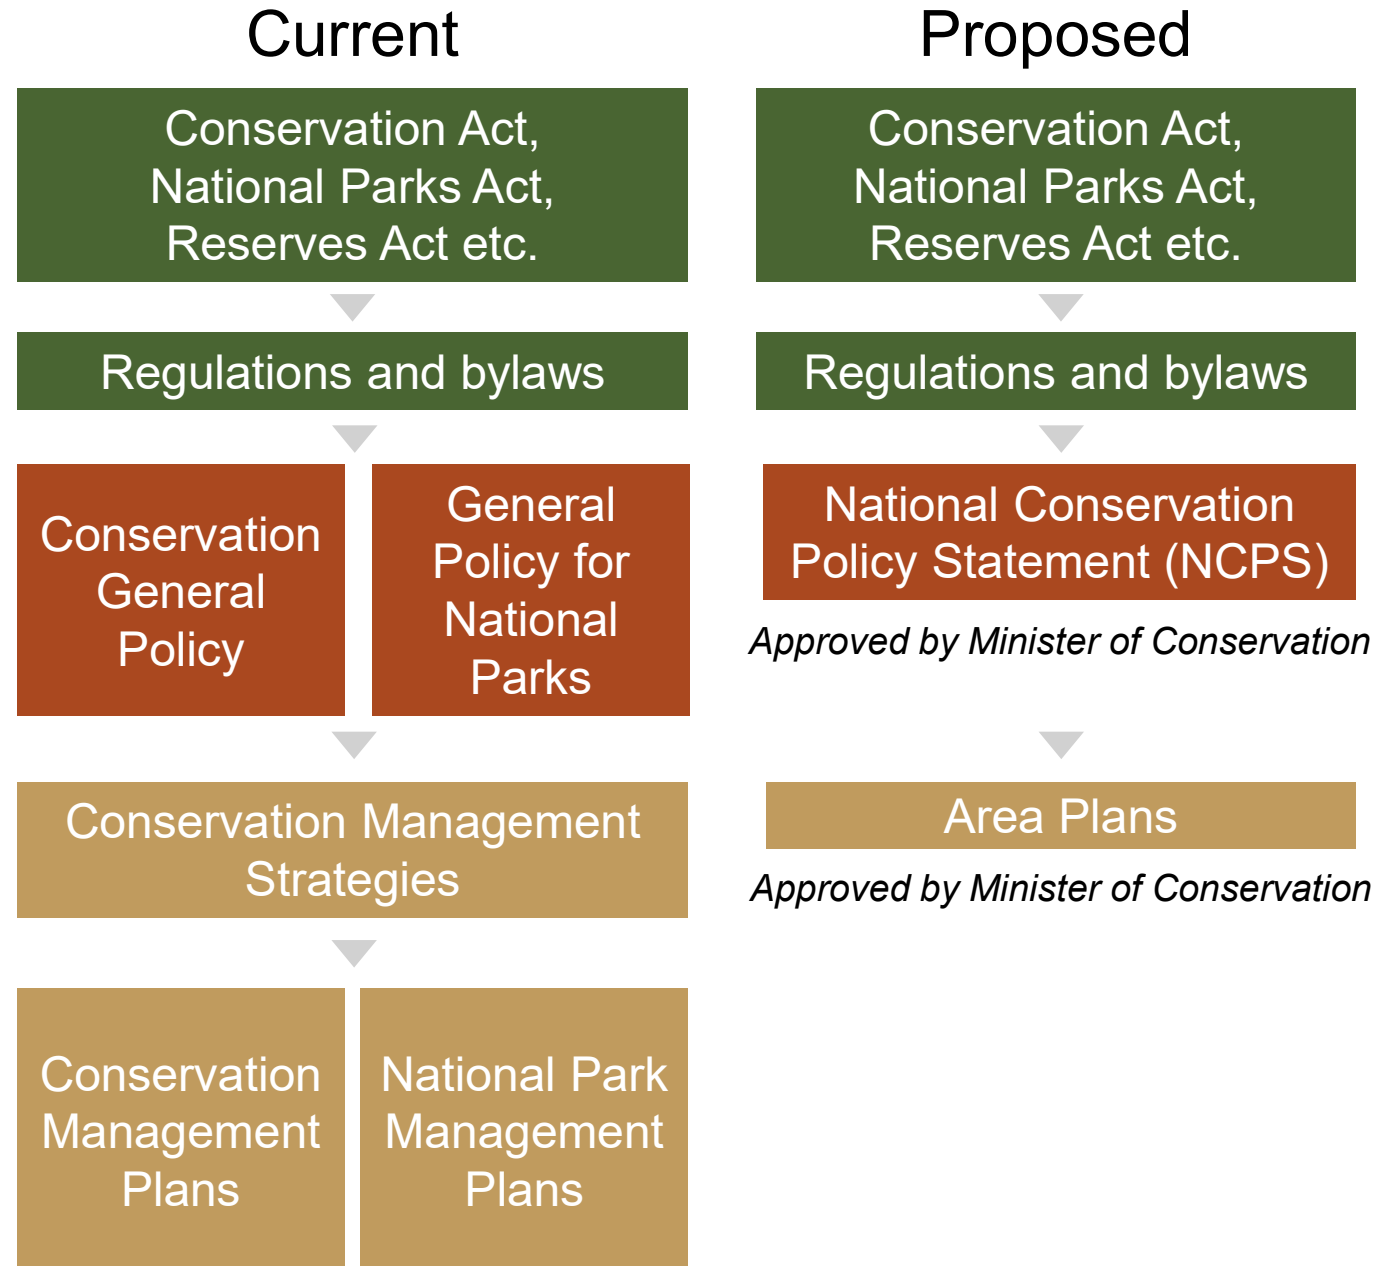 Current
Conservation Act,
National Parks Act,
Reserves Act etc.
Regulations and bylaws
Conservation
General
Policy
General
Policy for
National
Parks
Conservation Management
Strategies
Conservation
Management
Plans
National Park
Management
Plans
Proposed
Conservation Act,
National Parks Act,
Reserves Act etc.
Regulations and bylaws
National Conservation
Policy Statement (NCPS)
Approved by Minister of Conservation
Area Plans
Approved by Minister of Conservation